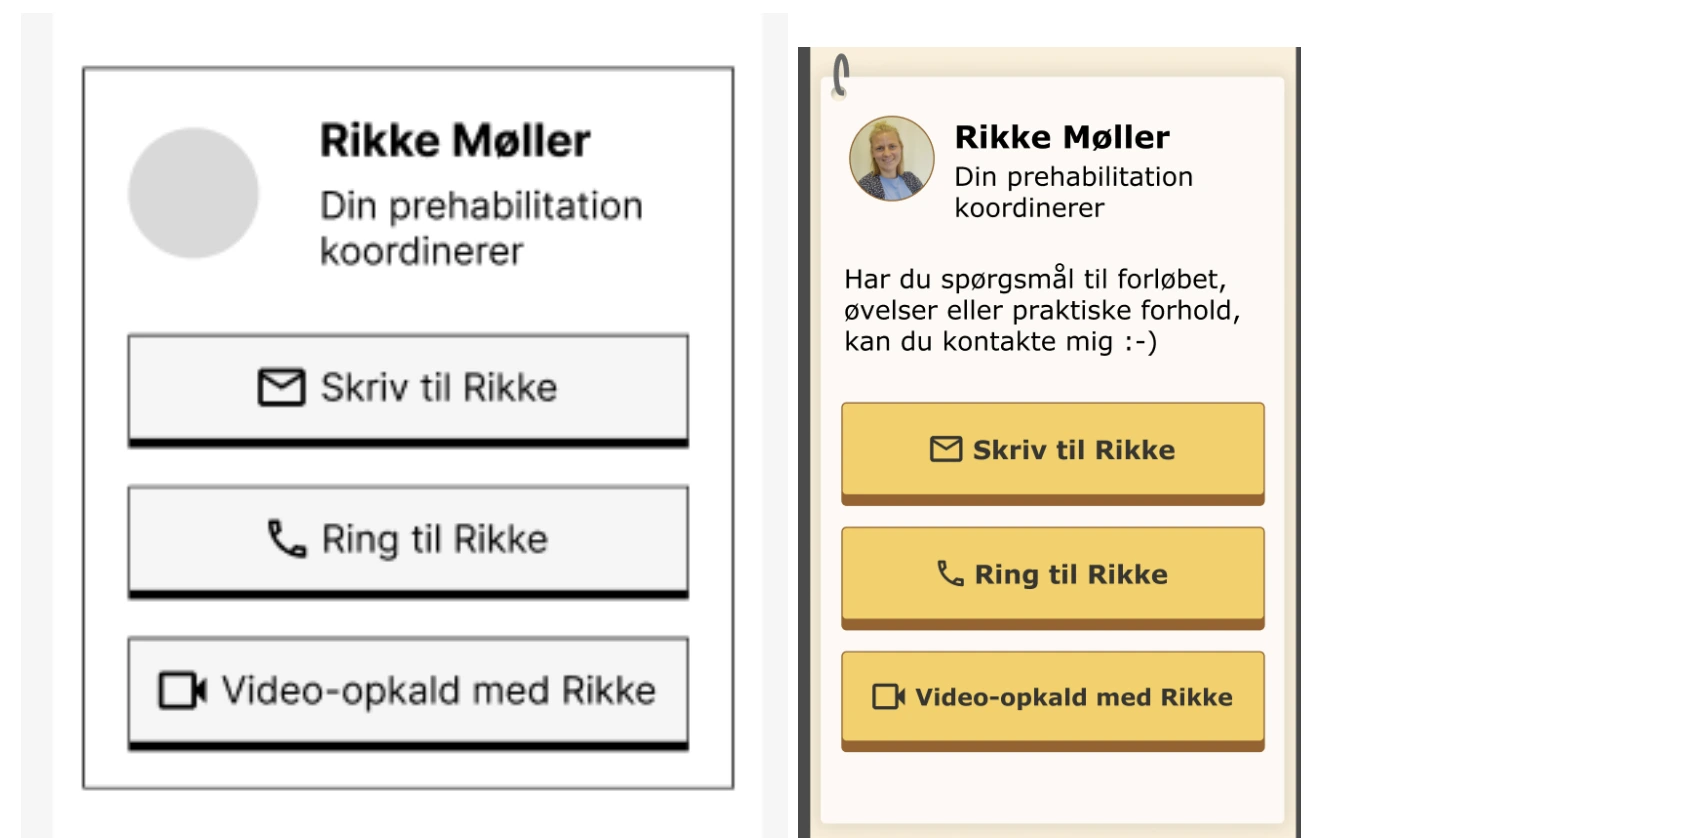 Rikke Møller
Din prehabilitation
koordinerer
Skriv til Rikke
Ring til Rikke
Video-opkald med Rikke
Rikke Møller
Din prehabilitation
koordinerer
Har du spørgsmål til forløbet,
øvelser eller praktiske forhold,
kan du kontakte mig :-)
Skriv til Rikke
Ring til Rikke
Video-opkald med Rikke